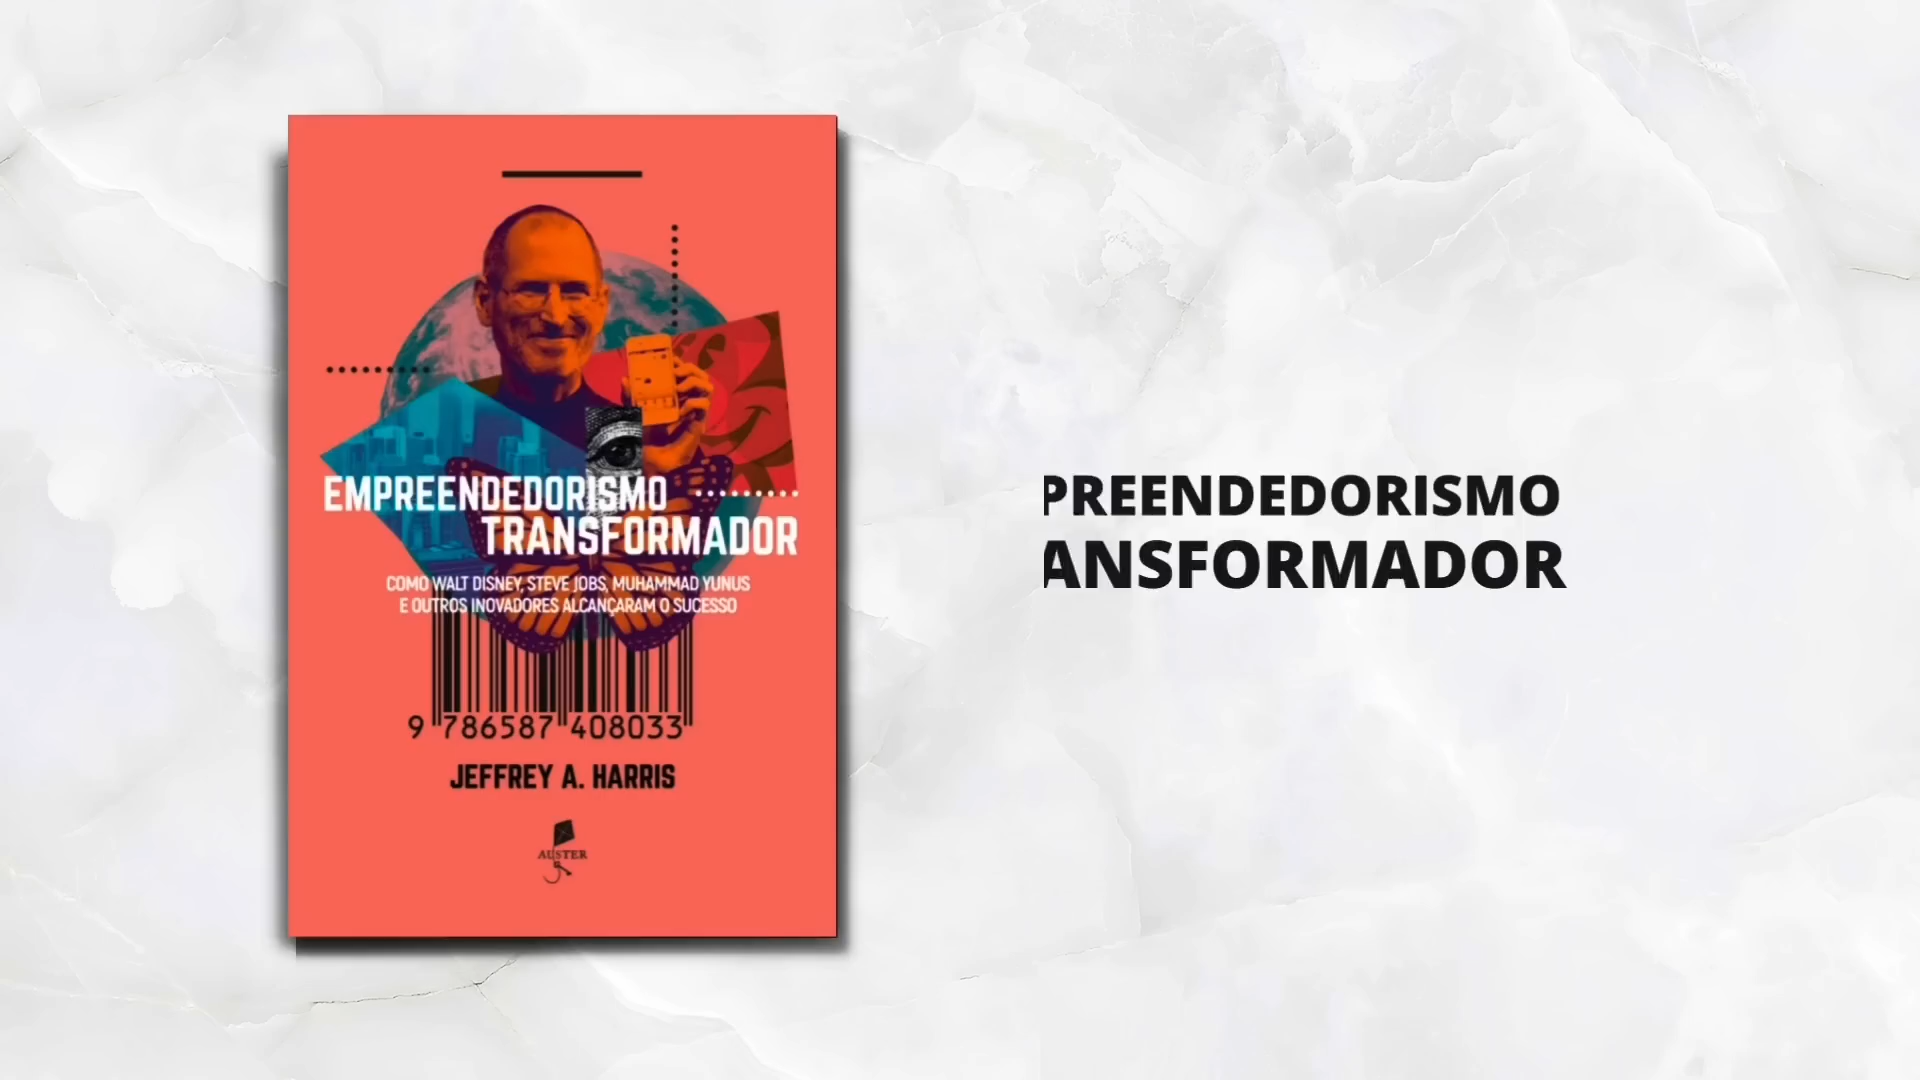 EMPREENDEDORISMO
TRANSFORMADOR
COMO WALT DISNEY, STEVE JOBS, MUHAMMAD YUNUS
E OUTROS INOVADORES ALCANÇARAM O SUCESSO
9 786587 408033
JEFFREY A. HARRIS
AUSTER
PREENDEDORISMO
ANSFORMADOR